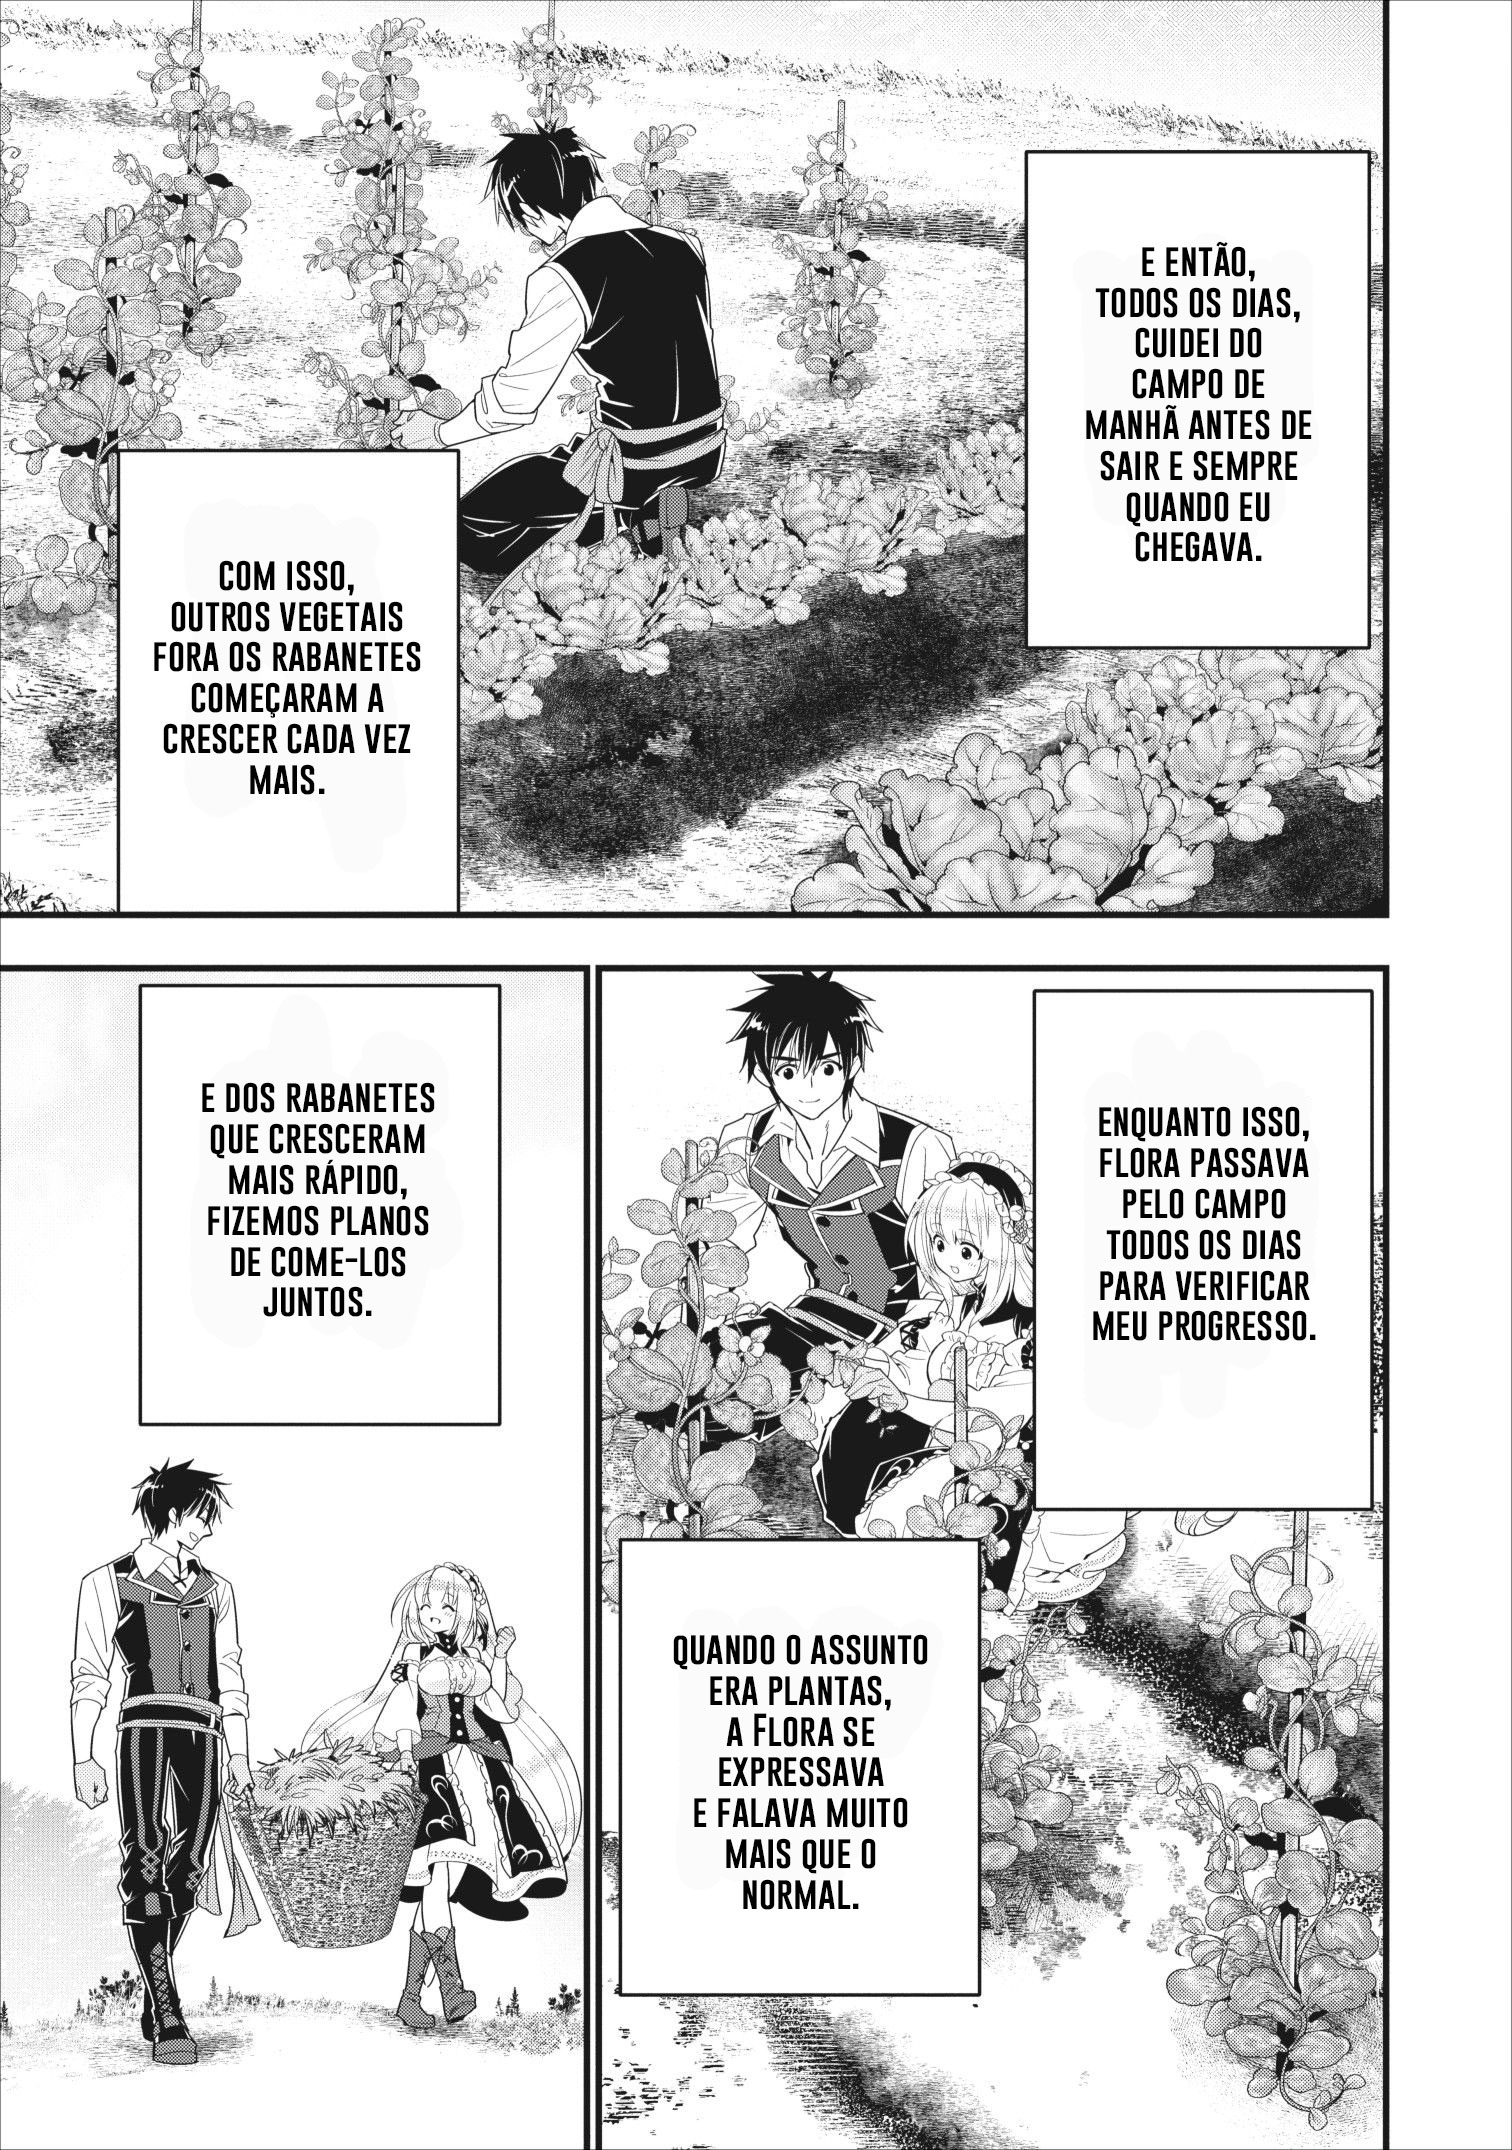 E ENTÃO,
TODOS OS DIAS,
CUIDEI DO
CAMPO DE
MANHÃ ANTES DE
SAIR E SEMPRE
QUANDO EU
CHEGAVA.
COM ISSO,
OUTROS VEGETAIS
FORA OS RABANETES
COMEÇARAM A
CRESCER CADA VEZ
MAIS.
ENQUANTO ISSO,
FLORA PASSAVA
PELO CAMPO
TODOS OS DIAS
PARA VERIFICAR
MEU PROGRESSO.
QUANDO O ASSUNTO
ERA PLANTAS,
A FLORA SE
EXPRESSAVA
E FALAVA MUITO
MAIS QUE O
NORMAL.
E DOS RABANETES
QUE CRESCERAM
MAIS RÁPIDO,
FIZEMOS PLANOS
DE COME-LOS
JUNTOS.